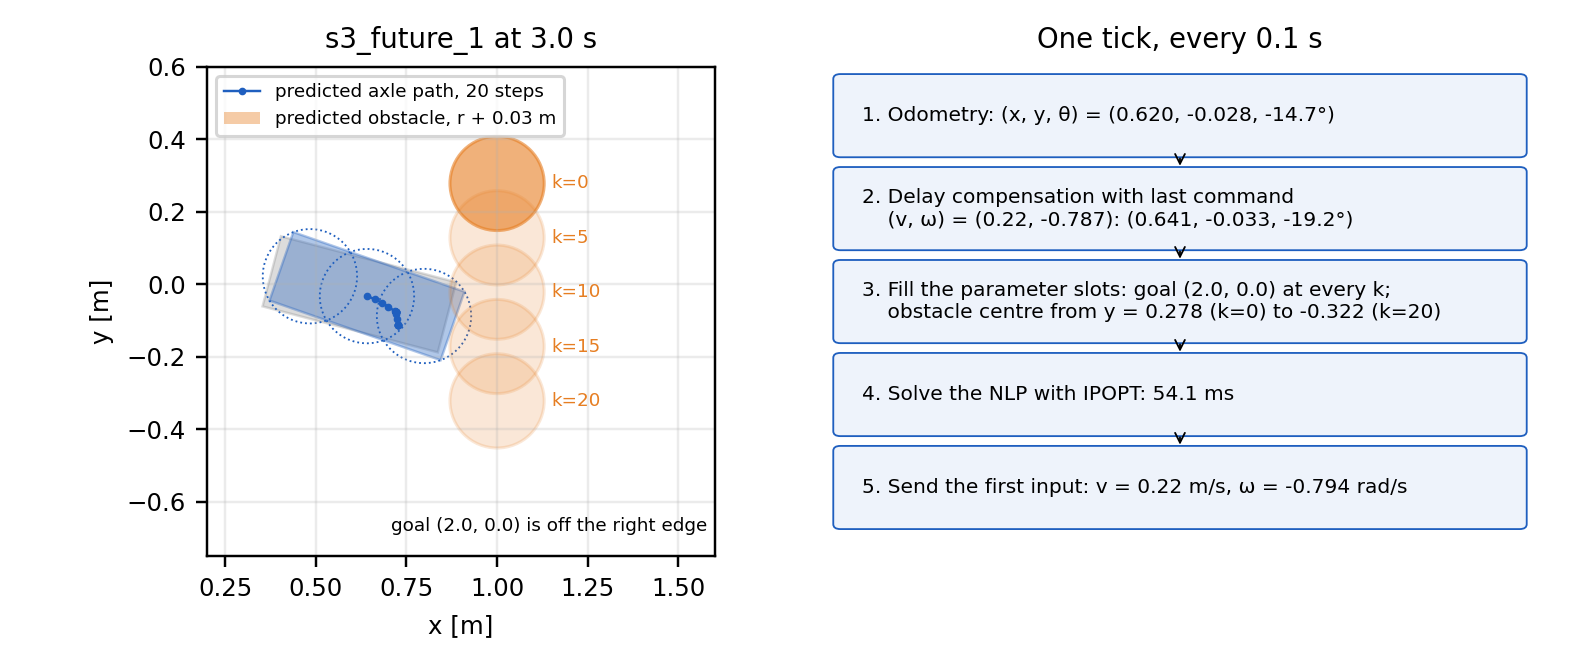 s3_future_1 at 3.0 s
predicted axle path, 20 steps
predicted obstacle, r + 0.03 m
0.6
0.4
0.2
0.0
−0.2
−0.4
−0.6
y [m]
k=0
k=5
k=10
k=15
k=20
goal (2.0, 0.0) is off the right edge
0.25
0.50
0.75
1.00
1.25
1.50
x [m]
One tick, every 0.1 s
1. Odometry: (x, y, θ) = (0.620, -0.028, -14.7°)
2. Delay compensation with last command
(v, ω) = (0.22, -0.787): (0.641, -0.033, -19.2°)
3. Fill the parameter slots: goal (2.0, 0.0) at every k;
obstacle centre from y = 0.278 (k=0) to -0.322 (k=20)
4. Solve the NLP with IPOPT: 54.1 ms
5. Send the first input: v = 0.22 m/s, ω = -0.794 rad/s